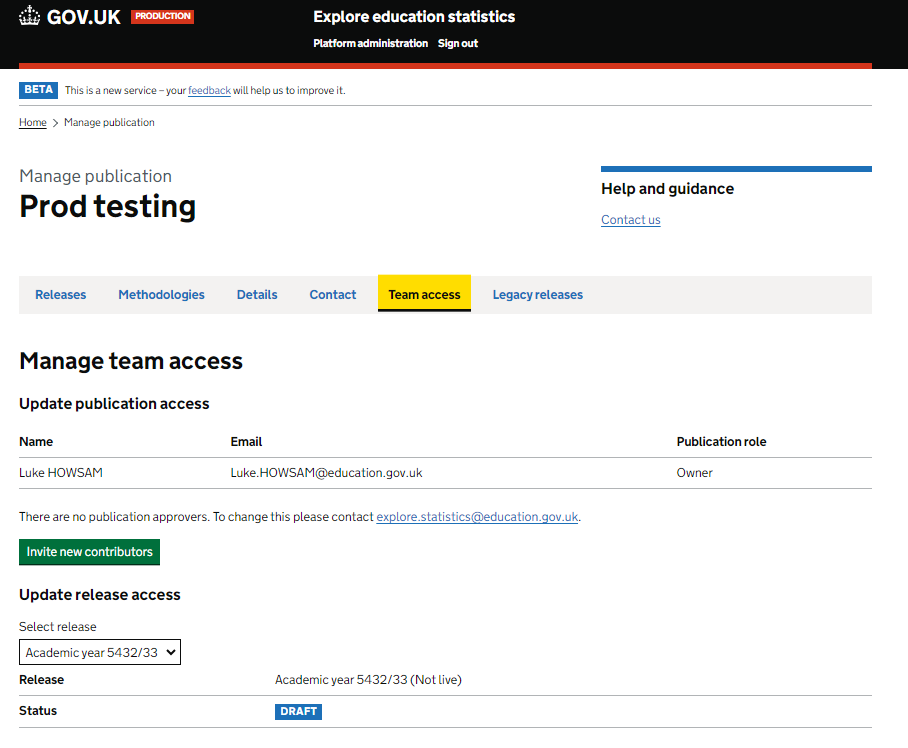 GOV.UK PRODUCTION
Explore education statistics
Platform administration Sign out
BETA This is a new service – your feedback will help us to improve it.
Home > Manage publication
Manage publication
Prod testing
Help and guidance
Contact us
Releases Methodologies Details Contact Team access Legacy releases
Manage team access
Update publication access
Name Email Publication role
Luke HOWSAM Luke.HOWSAM@education.gov.uk Owner
There are no publication approvers. To change this please contact explore.statistics@education.gov.uk.
Invite new contributors
Update release access
Select release
Academic year 5432/33
Release Academic year 5432/33 (Not live)
Status DRAFT